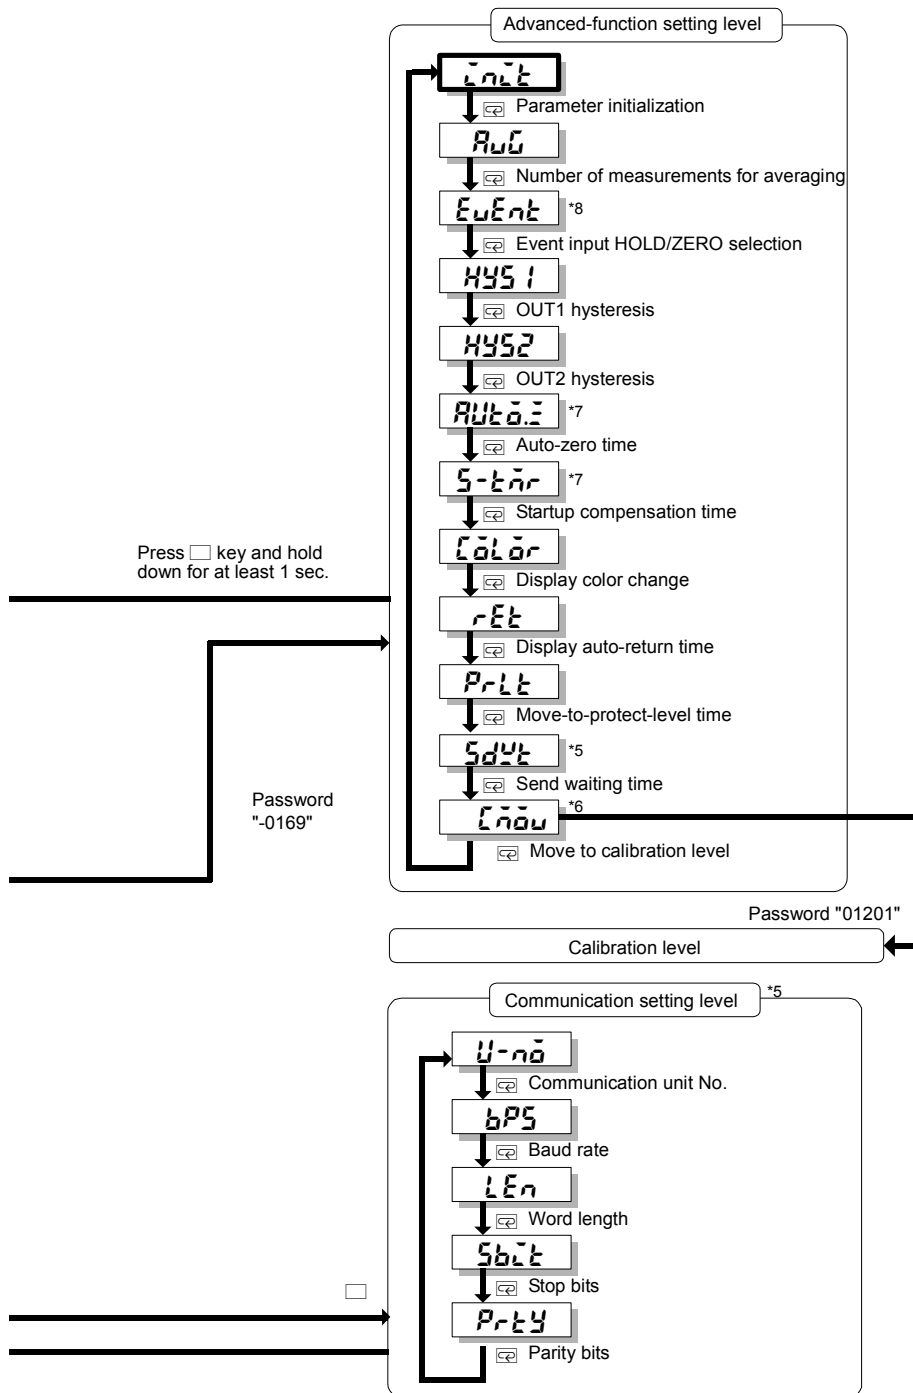 Advanced-function setting level
init
Parameter initialization
AvG
Number of measurements for averaging
EvEnt *8
Event input HOLD/ZERO selection
HYS1
OUT1 hysteresis
HYS2
OUT2 hysteresis
AUto.Z *7
Auto-zero time
S-tmr *7
Startup compensation time
Color
Display color change
rEt
Display auto-return time
PrLt
Move-to-protect-level time
SdYt *5
Send waiting time
Cmov *6
Move to calibration level
Press key and hold
down for at least 1 sec.
Password
"-0169"
Password "01201"
Calibration level
Communication setting level *5
U-no
Communication unit No.
bPS
Baud rate
LEn
Word length
Sbit
Stop bits
PrtY
Parity bits